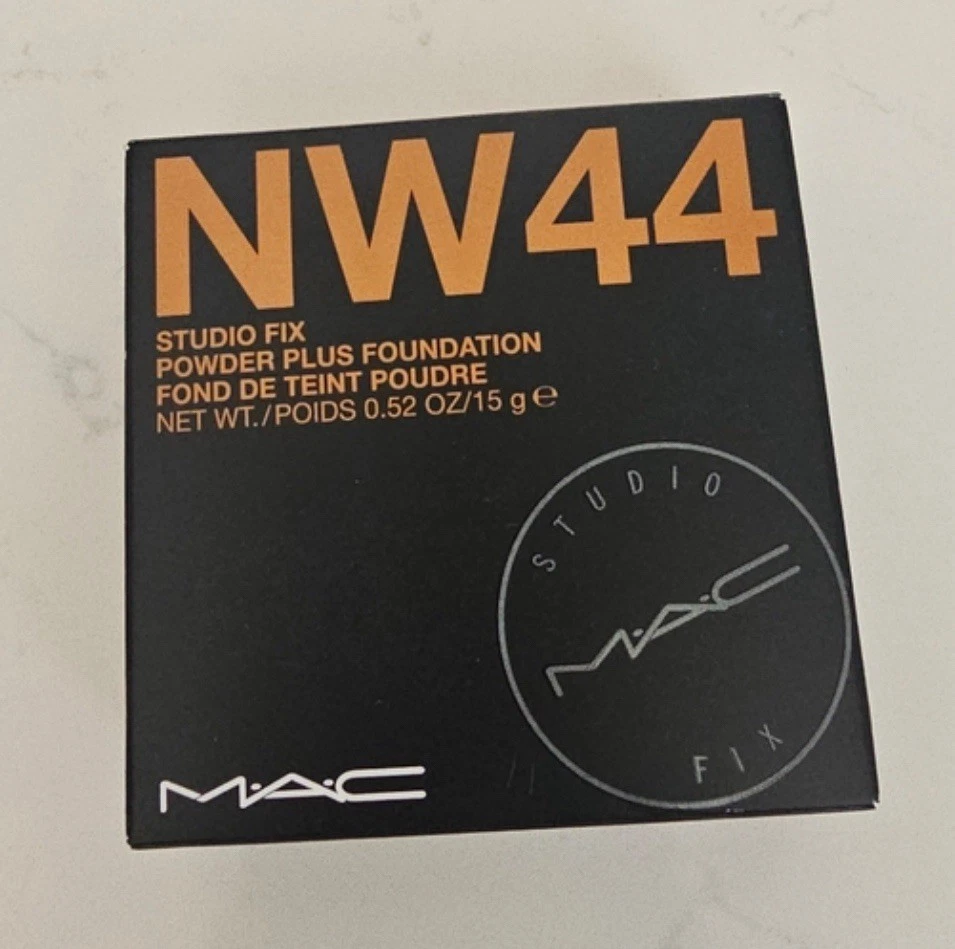 NW44
STUDIO FIX
POWDER PLUS FOUNDATION
FOND DE TEINT POUDRE
NET WT./POIDS 0.52 OZ/15 g ℮
STUDIO
M·A·C
FIX
M·A·C